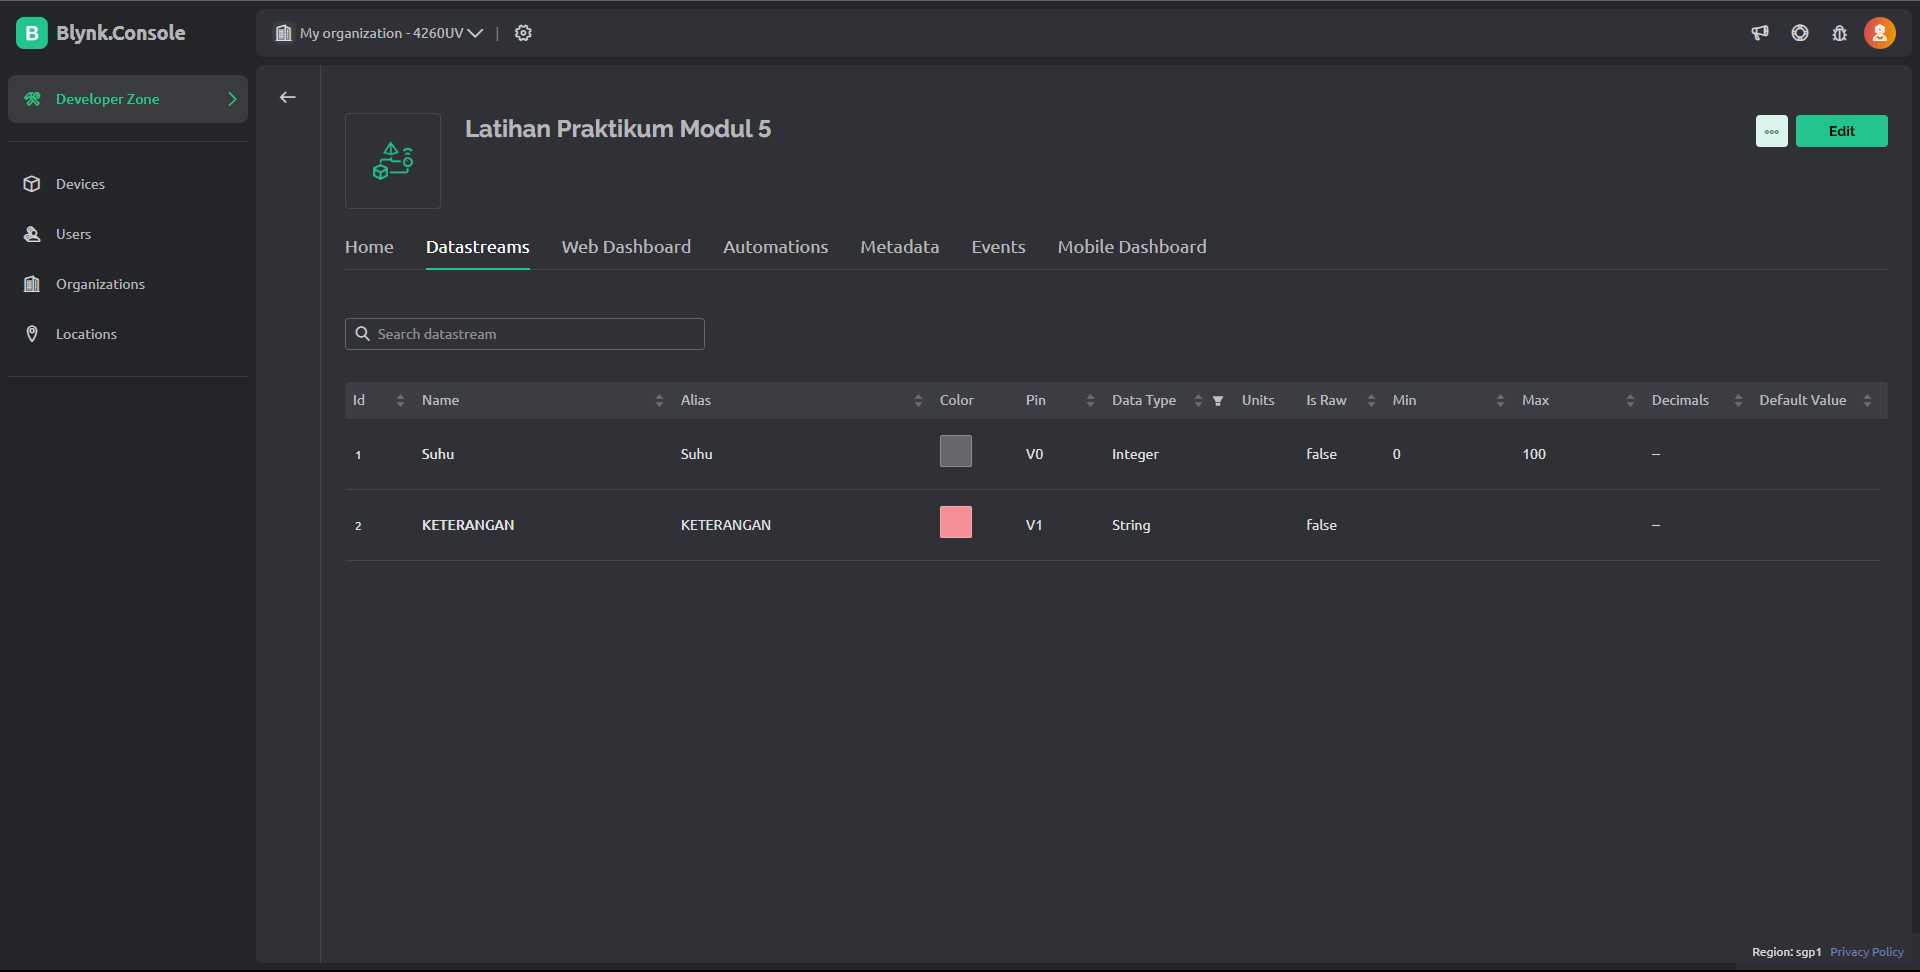 B Blynk.Console
My organization - 4260UV |
Developer Zone
Devices
Users
Organizations
Locations
Latihan Praktikum Modul 5
Edit
Home Datastreams Web Dashboard Automations Metadata Events Mobile Dashboard
Search datastream
Id Name Alias Color Pin Data Type Units Is Raw Min Max Decimals Default Value
1 Suhu Suhu V0 Integer false 0 100 –
2 KETERANGAN KETERANGAN V1 String false –
Region: sgp1 Privacy Policy